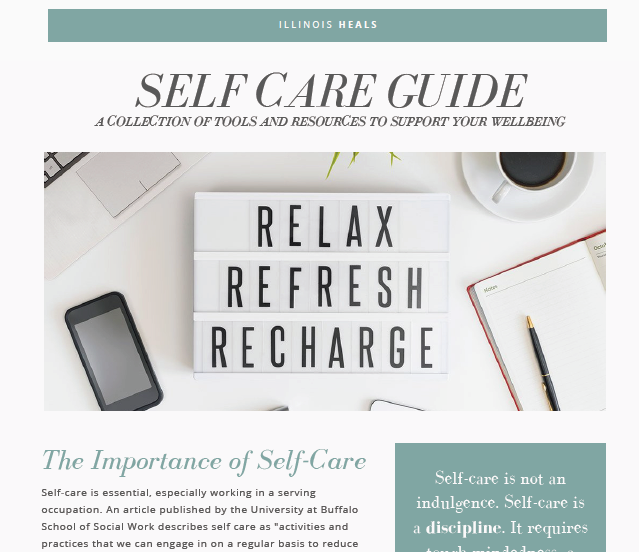 ILLINOIS HEALS
SELF CARE GUIDE
A COLLECTION OF TOOLS AND RESOURCES TO SUPPORT YOUR WELLBEING
RELAX
REFRESH
RECHARGE
Notes
The Importance of Self-Care
Self-care is essential, especially working in a serving
occupation. An article published by the University at Buffalo
School of Social Work describes self care as "activities and
practices that we can engage in on a regular basis to reduce
Self-care is not an
indulgence. Self-care is
a discipline. It requires